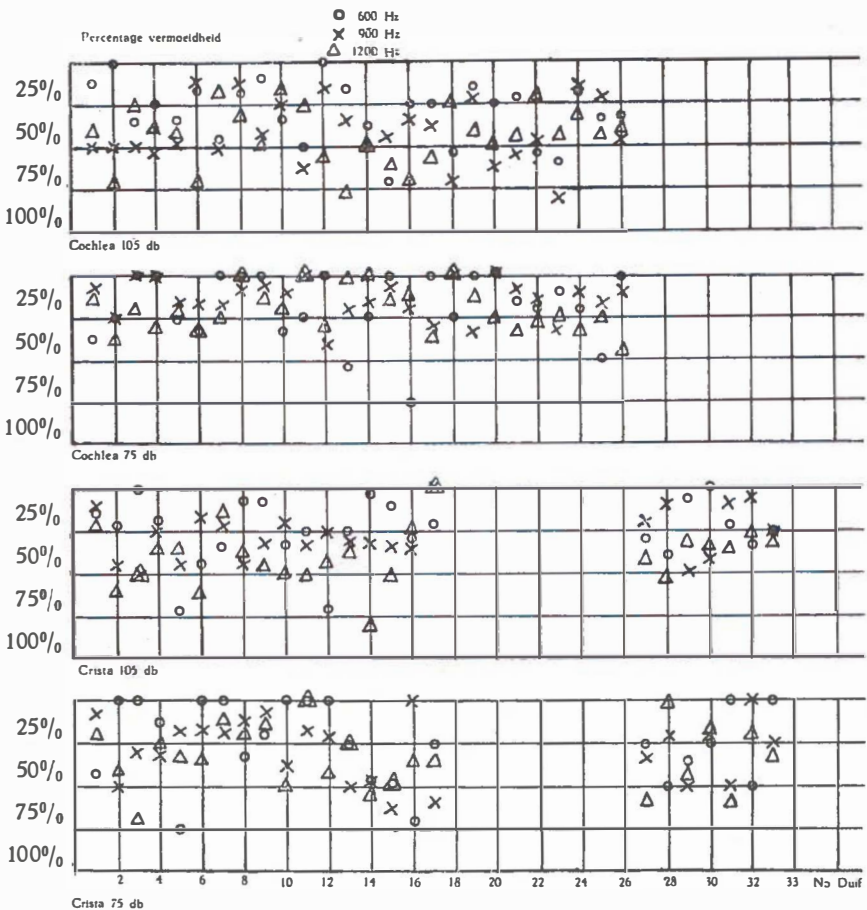 Percentage vermoeidheid
o 600 Hz
× 900 Hz
△ 1200 Hz
25%
50%
75%
100%
Cochlea 105 db
25%
50%
75%
100%
Cochlea 75 db
25%
50%
75%
100%
Crista 105 db
25%
50%
75%
100%
2 4 6 8 10 12 14 16 18 20 22 24 26 28 30 32 33 No Duif
Crista 75 db